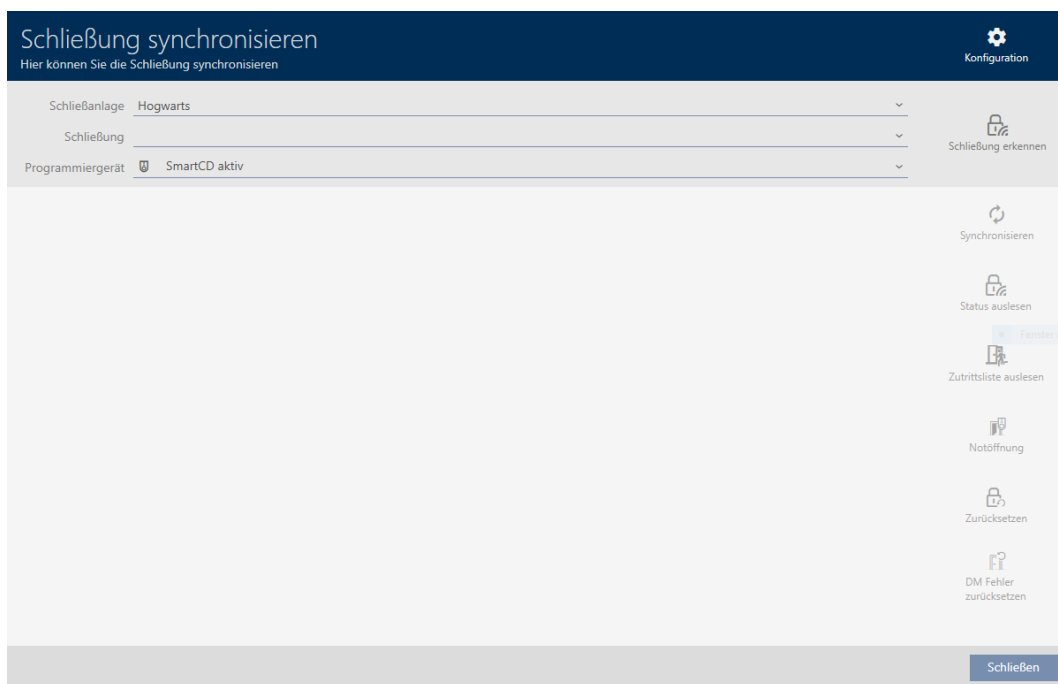 Schließung synchronisieren
Hier können Sie die Schließung synchronisieren
Konfiguration
Schließanlage Hogwarts
Schließung
Programmiergerät SmartCD aktiv
Schließung erkennen
Synchronisieren
Status auslesen
Fenster
Zutrittsliste auslesen
Notöffnung
Zurücksetzen
DM Fehler
zurücksetzen
Schließen